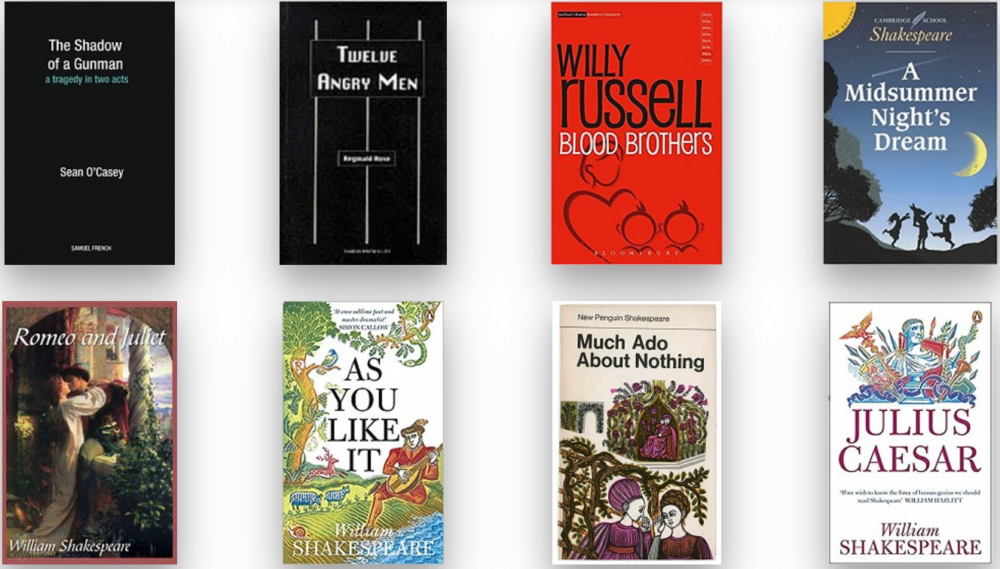 The Shadow
of a Gunman
a tragedy in two acts
Sean O'Casey
SAMUEL FRENCH
TWELVE
ANGRY MEN
Reginald Rose
modern classics
WILLY
RUSSELL
BLOOD BROTHERS
BLOOMSBURY
NEW EDITION
CAMBRIDGE SCHOOL
Shakespeare
A
Midsummer
Night's
Dream
Romeo and Juliet
William Shakespeare
'At once sublime poet and
master dramatist'
SIMON CALLOW
AS
YOU
LIKE
IT
William
SHAKESPEARE
New Penguin Shakespeare
Much Ado
About Nothing
JULIUS
CAESAR
'If we wish to know the force of human genius we should
read Shakespeare' WILLIAM HAZLITT
William
SHAKESPEARE